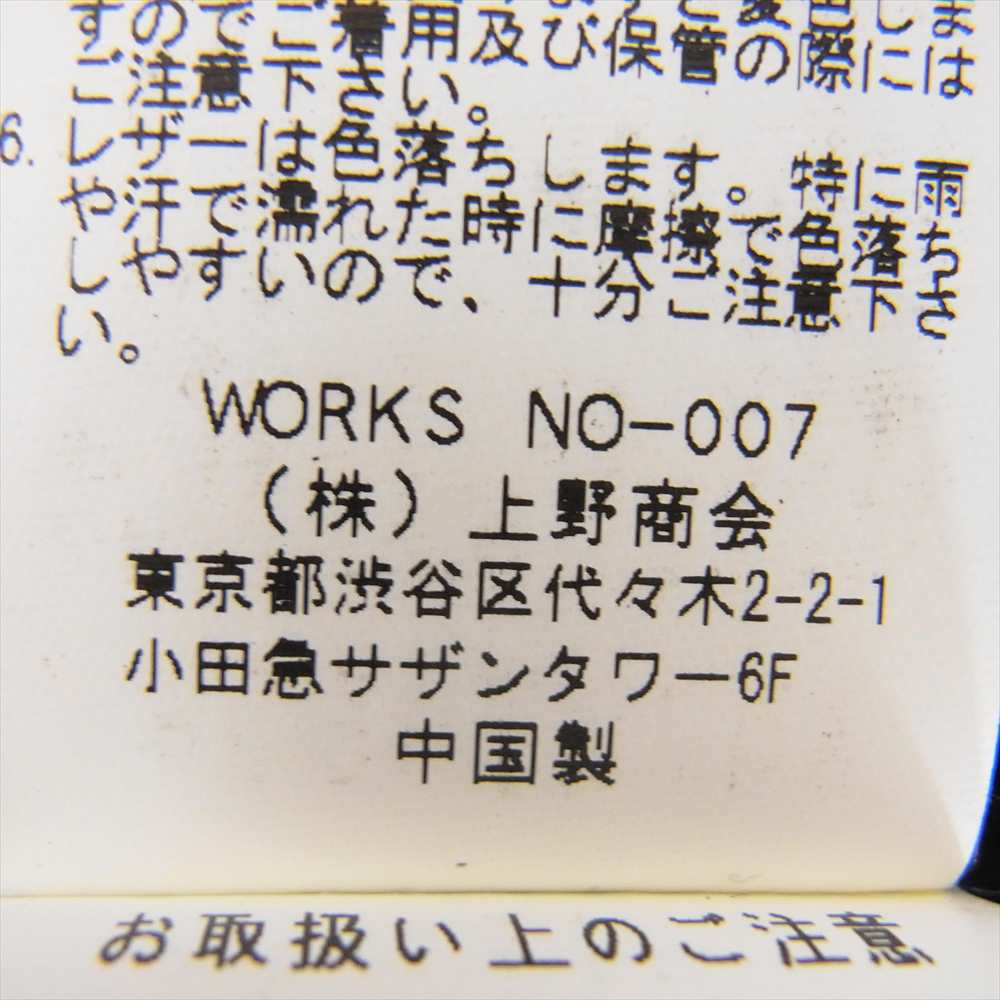 すのでご着用及び保管の際には
ご注意下さい。
6. レザーは色落ちします。特に雨
や汗で濡れた時に摩擦で色落ち
しやすいので、十分ご注意下さ
い。
WORKS NO-007
(株)上野商会
東京都渋谷区代々木2-2-1
小田急サザンタワー6F
中国製
お取扱い上のご注意